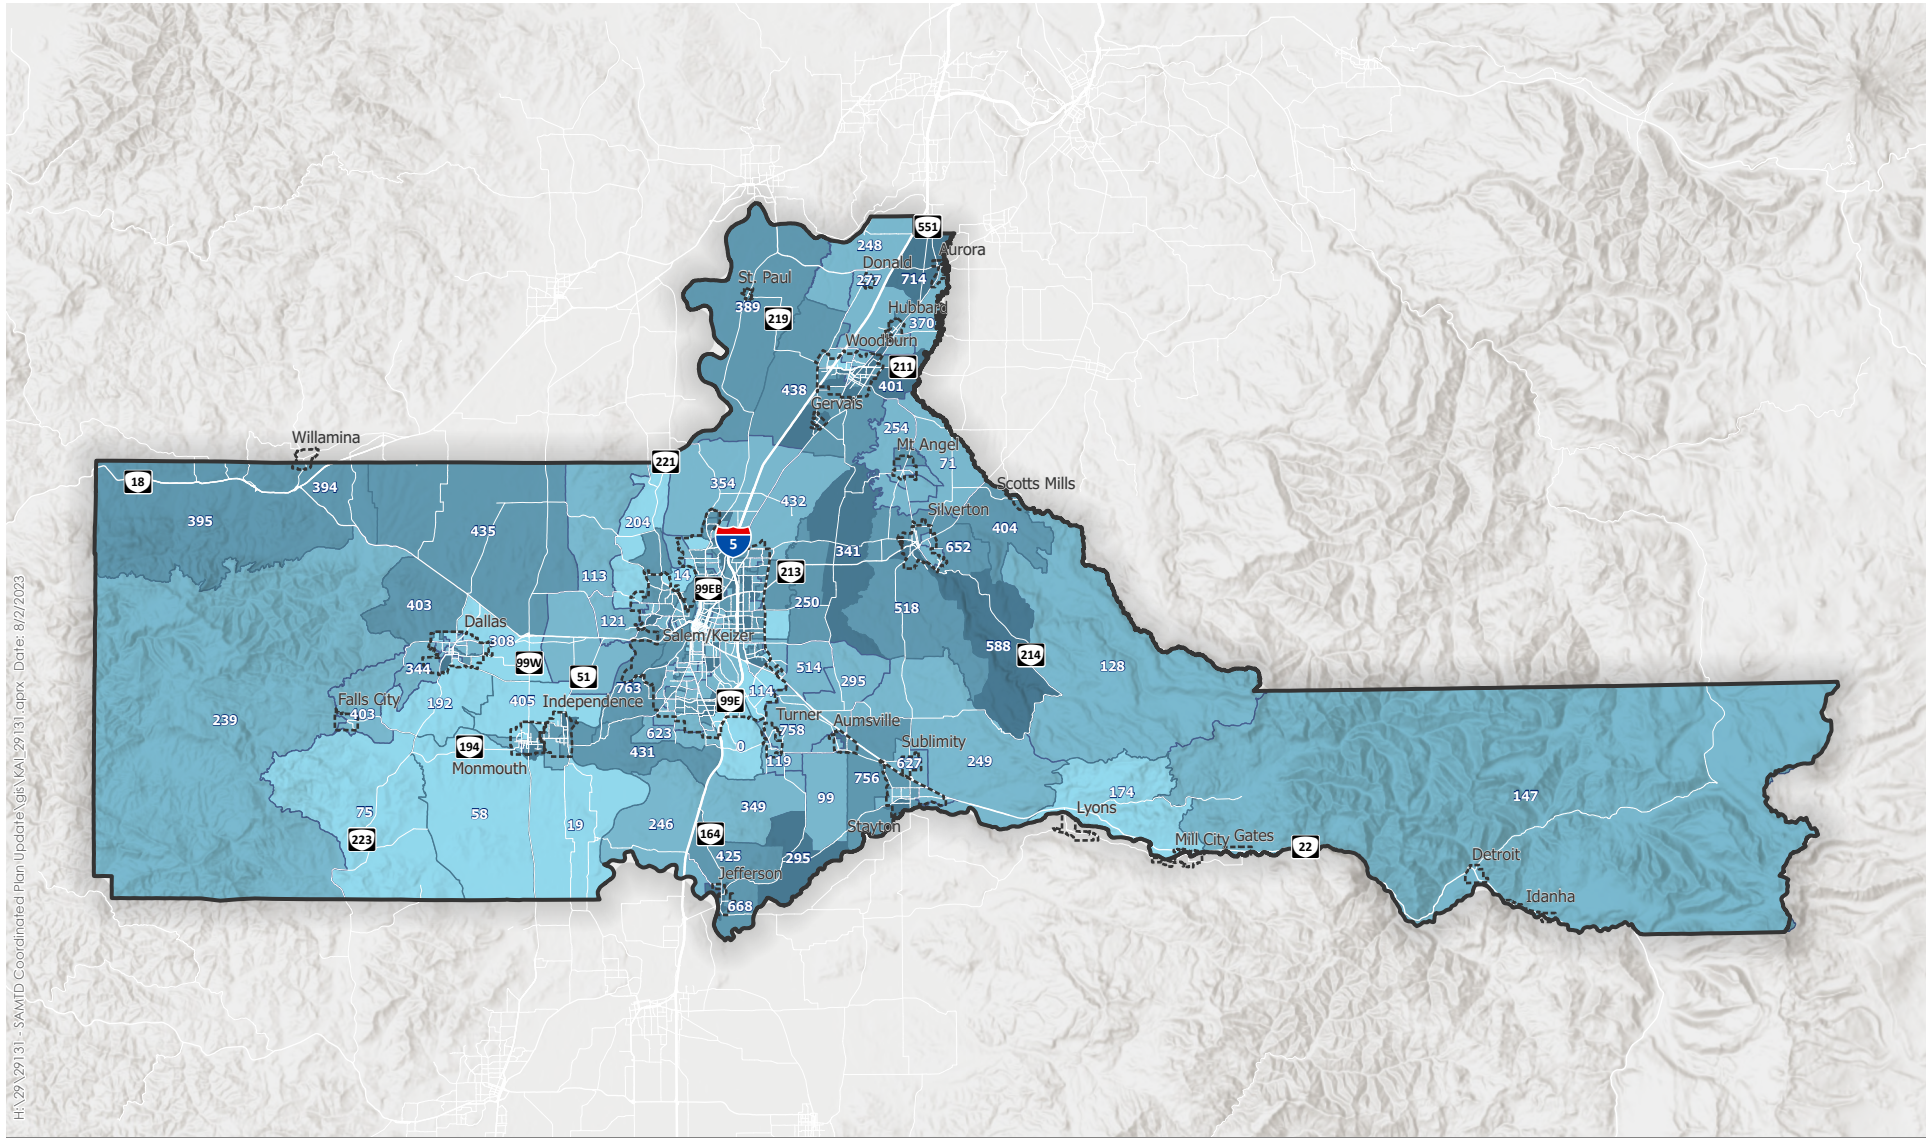 551
248
Aurora
Donald
277
714
St. Paul
389
219
Hubbard
370
Woodburn
211
438
401
Gervais
254
Mt Angel
71
Willamina
221
18
394
354
Scotts Mills
432
395
204
Silverton
435
404
5
341
652
14
213
113
99EB
403
250
518
Dallas
121
308
Salem/Keizer
588
214
99W
344
51
514
128
295
763
114
Falls City
192
405
Independence
99E
403
239
Turner
Aumsville
758
623
Sublimity
194
431
0
119
627
249
Monmouth
756
174
147
99
75
58
349
Lyons
19
246
Stayton
164
223
Mill City
Gates
22
425
295
Detroit
Jefferson
668
Idanha
H:\29\29131 - SAMTD Coordinated Plan Update\gis\KAI_29131.aprx Date: 8/2/2023